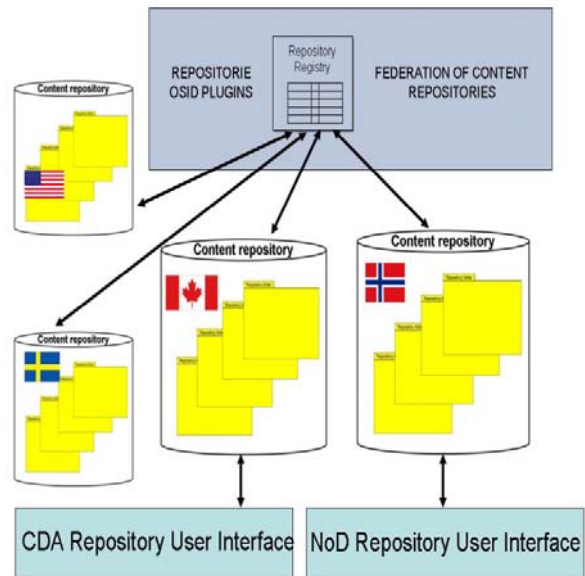 Repository
Registry
REPOSITORIE
OSID PLUGINS
FEDERATION OF CONTENT
REPOSITORIES
Content repository
Content repository
Content repository
Content repository
CDA Repository User Interface
NoD Repository User Interface